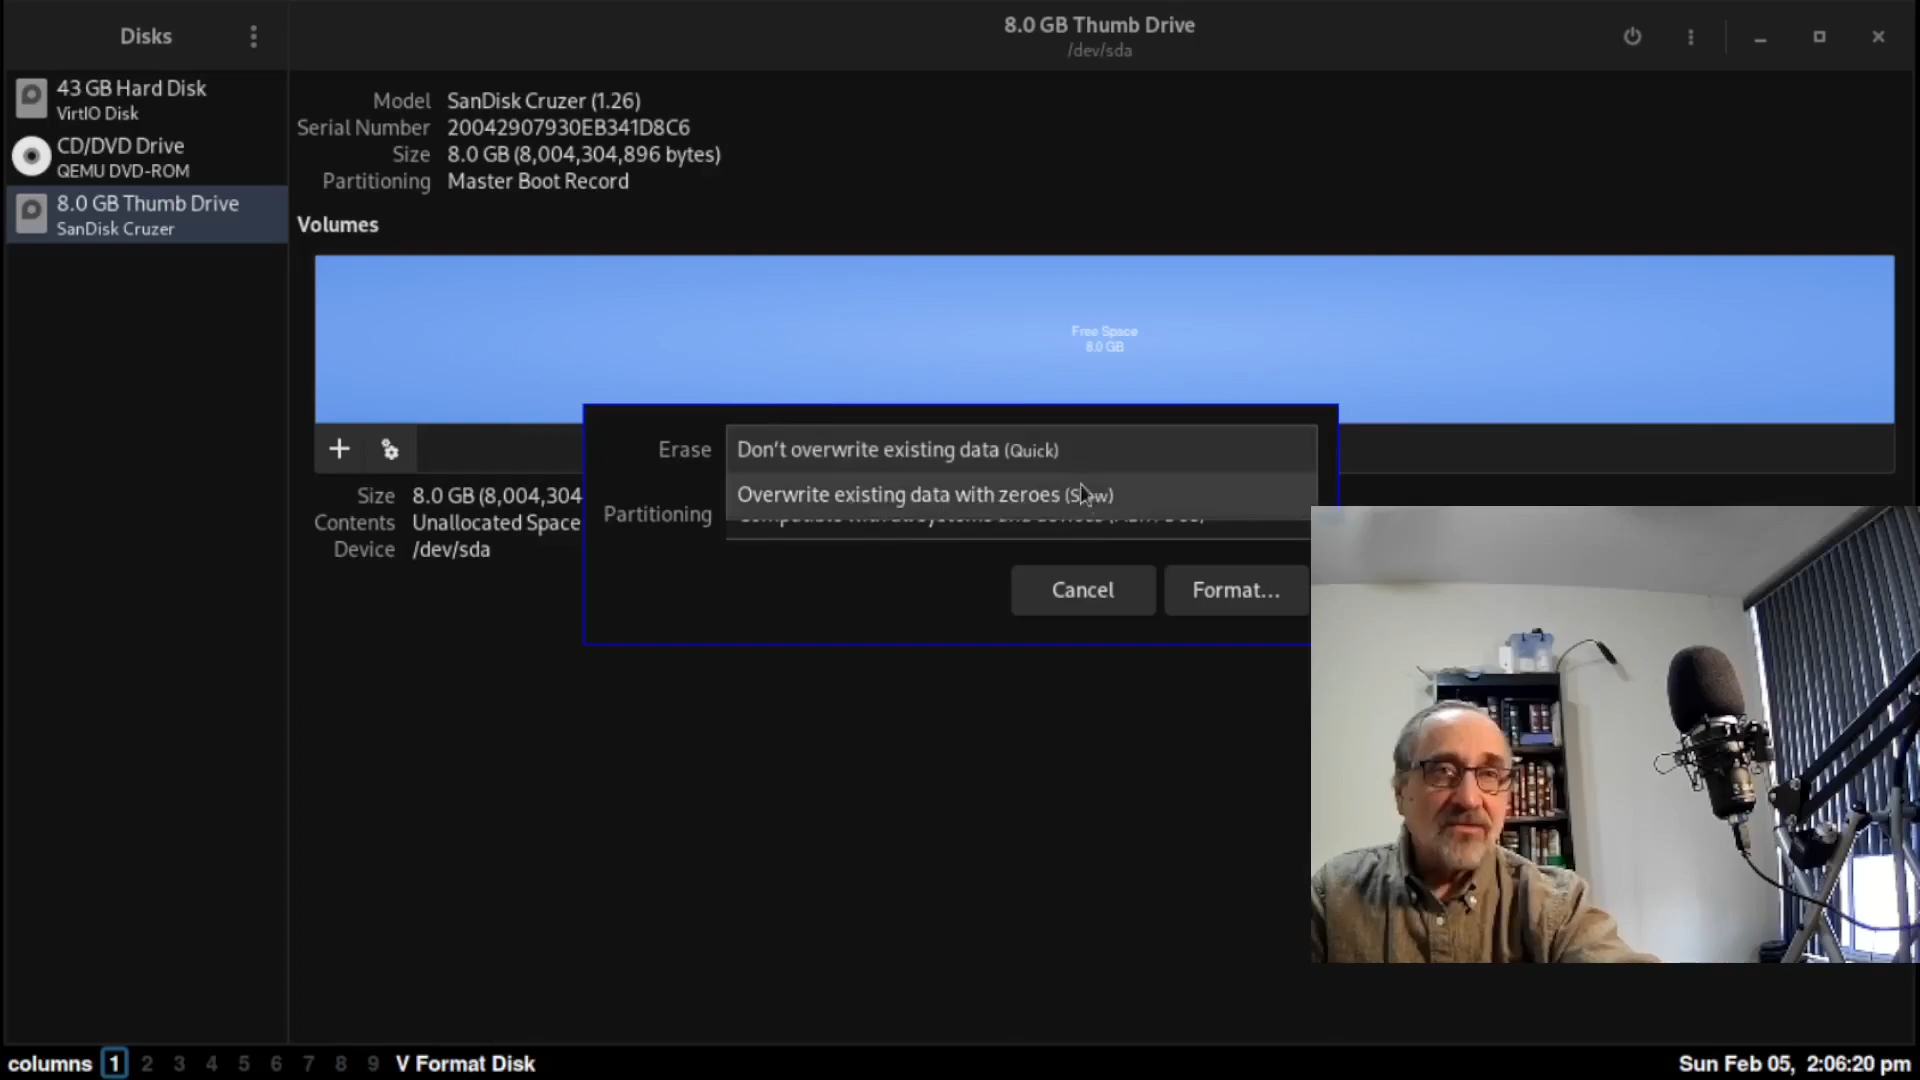 Disks
8.0 GB Thumb Drive
/dev/sda
43 GB Hard Disk
VirtIO Disk
CD/DVD Drive
QEMU DVD-ROM
8.0 GB Thumb Drive
SanDisk Cruzer
Model SanDisk Cruzer (1.26)
Serial Number 20042907930EB341D8C6
Size 8.0 GB (8,004,304,896 bytes)
Partitioning Master Boot Record
Volumes
Free Space
8.0 GB
Erase Don't overwrite existing data (Quick)
Overwrite existing data with zeroes
Partitioning
Cancel Format...
Size 8.0 GB (8,004,304
Contents Unallocated Space
Device /dev/sda
columns 1 2 3 4 5 6 7 8 9 V Format Disk
Sun Feb 05, 2:06:20 pm